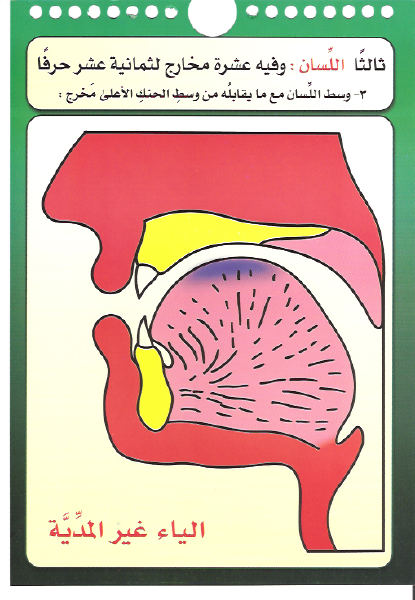 ثالثًا اللِّسان : وفيه عشرة مخارج لثمانية عشر حرفًا
٣- وسط اللِّسان مع ما يقابلُه من وسطِ الحنكِ الأعلىٰ مَخرج :
الياء غير المدِّيَّة